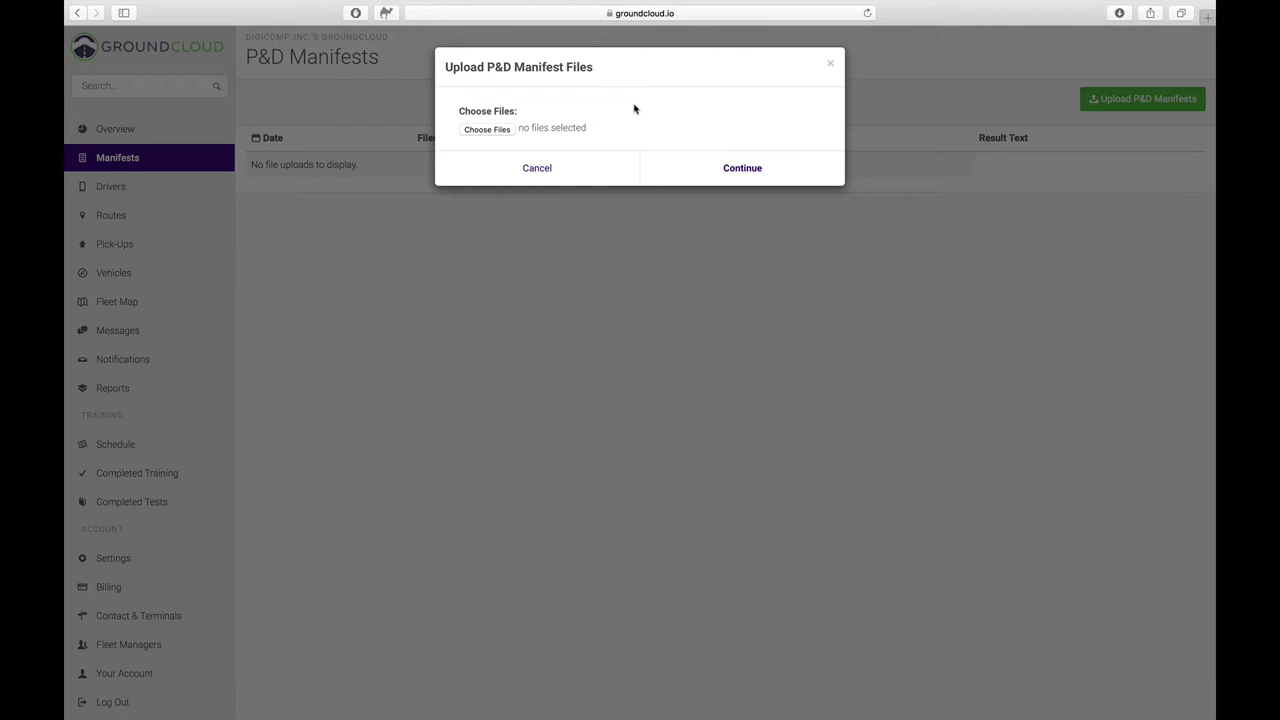 groundcloud.io
GROUNDCLOUD
Search...
Overview
Manifests
Drivers
Routes
Pick-Ups
Vehicles
Fleet Map
Messages
Notifications
Reports
TRAINING
Schedule
Completed Training
Completed Tests
ACCOUNT
Settings
Billing
Contact & Terminals
Fleet Managers
Your Account
Log Out
DIGICOMP, INC.'S GROUNDCLOUD
P&D Manifests
Upload P&D Manifests
Date
Result Text
No file uploads to display.
Upload P&D Manifest Files
×
Choose Files:
Choose Files no files selected
Cancel
Continue